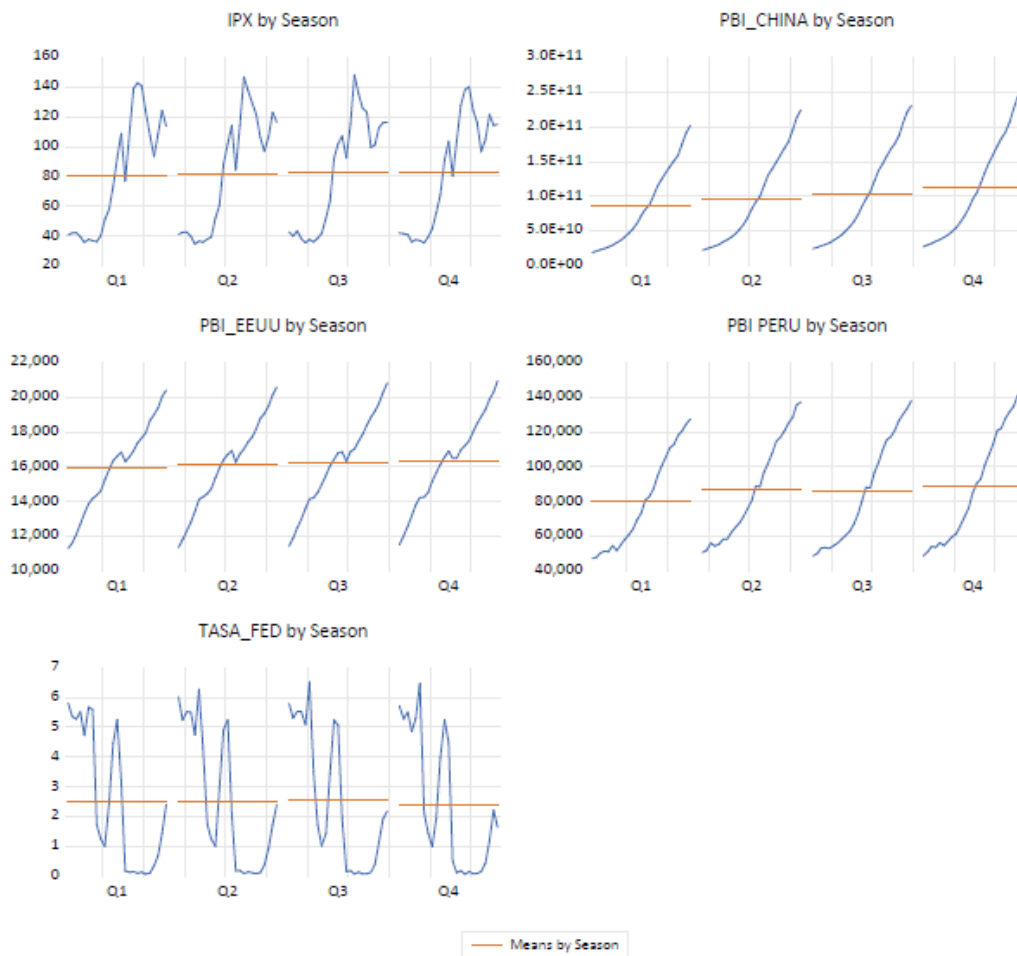 IPX by Season
160
140
120
100
80
60
40
20
Q1 Q2 Q3 Q4
PBI_CHINA by Season
3.0E+11
2.5E+11
2.0E+11
1.5E+11
1.0E+11
5.0E+10
0.0E+00
Q1 Q2 Q3 Q4
PBI_EEUU by Season
22,000
20,000
18,000
16,000
14,000
12,000
10,000
Q1 Q2 Q3 Q4
PBI PERU by Season
160,000
140,000
120,000
100,000
80,000
60,000
40,000
Q1 Q2 Q3 Q4
TASA_FED by Season
7
6
5
4
3
2
1
0
Q1 Q2 Q3 Q4
Means by Season